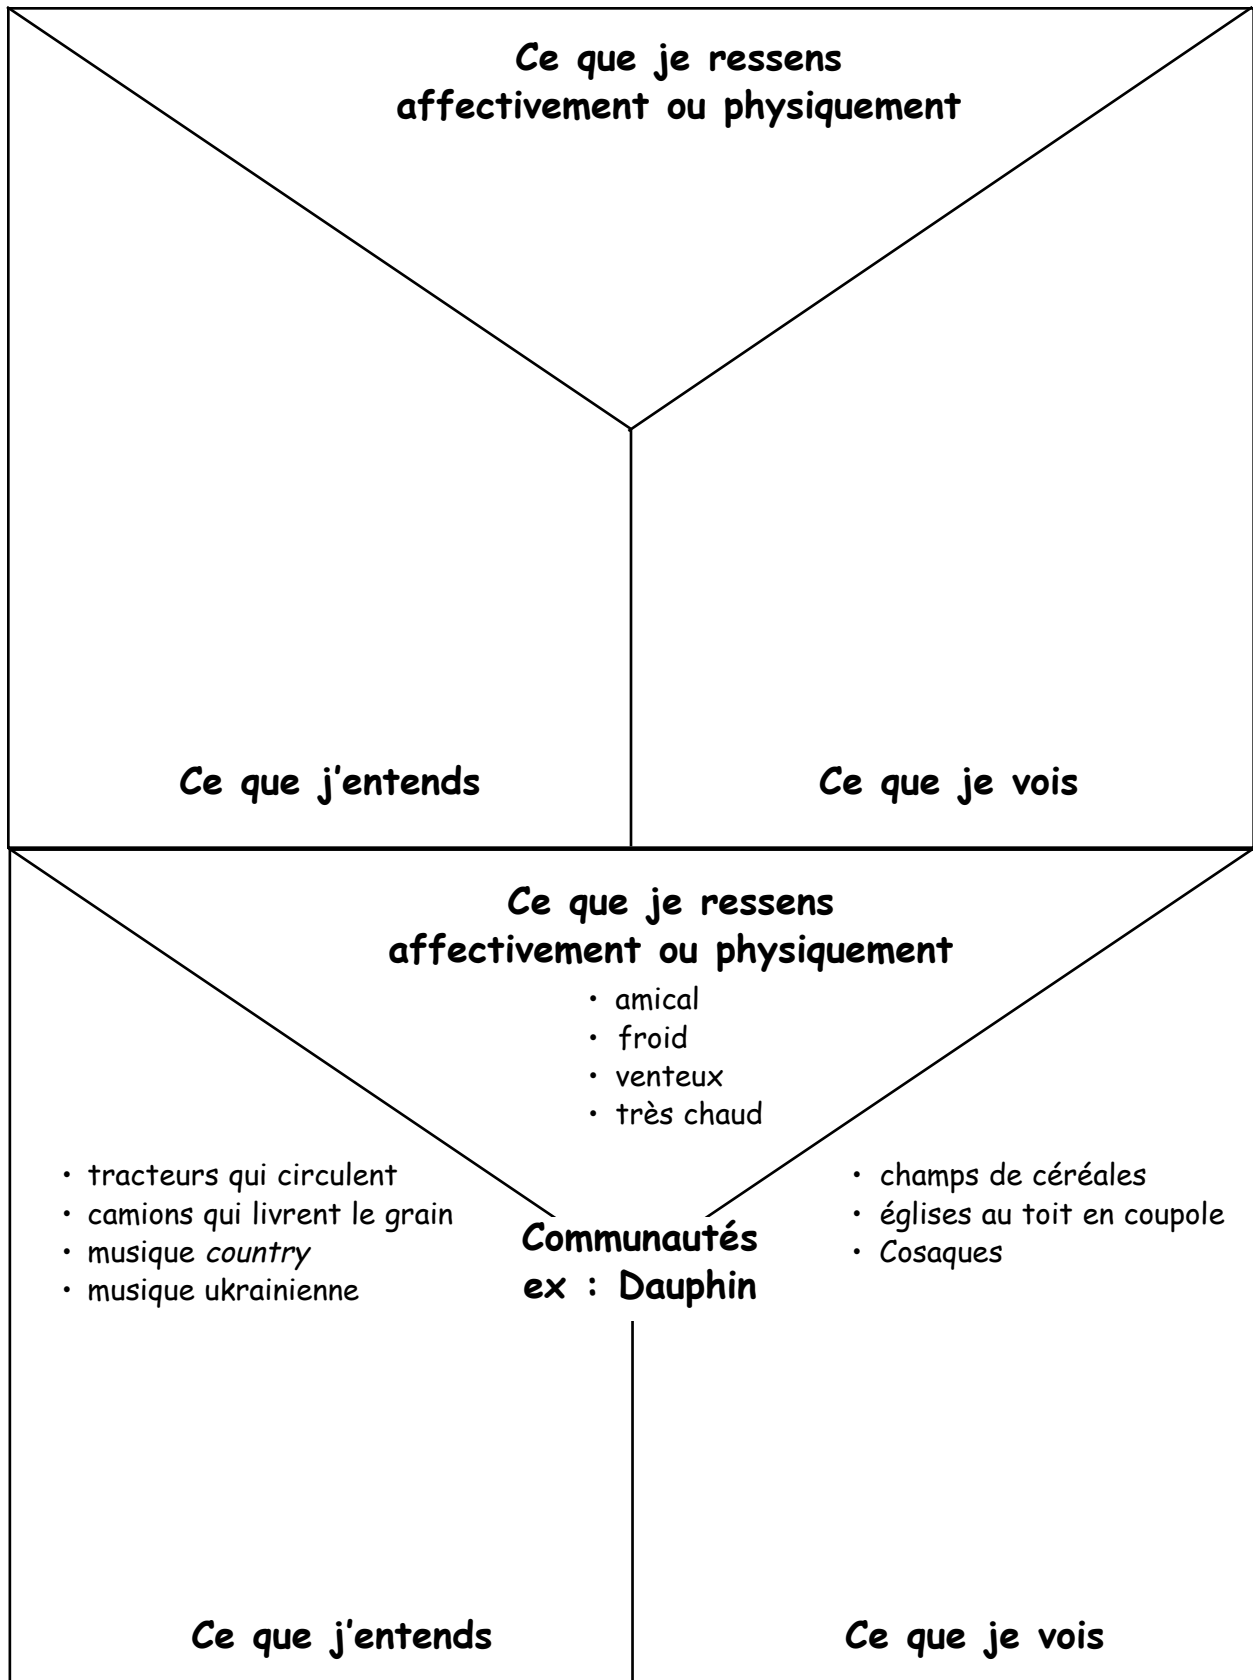 Ce que je ressens
affectivement ou physiquement
Ce que j'entends
Ce que je vois
Ce que je ressens
affectivement ou physiquement
• amical
• froid
• venteux
• très chaud
• tracteurs qui circulent
• camions qui livrent le grain
• musique country
• musique ukrainienne
Communautés
ex : Dauphin
• champs de céréales
• églises au toit en coupole
• Cosaques
Ce que j'entends
Ce que je vois